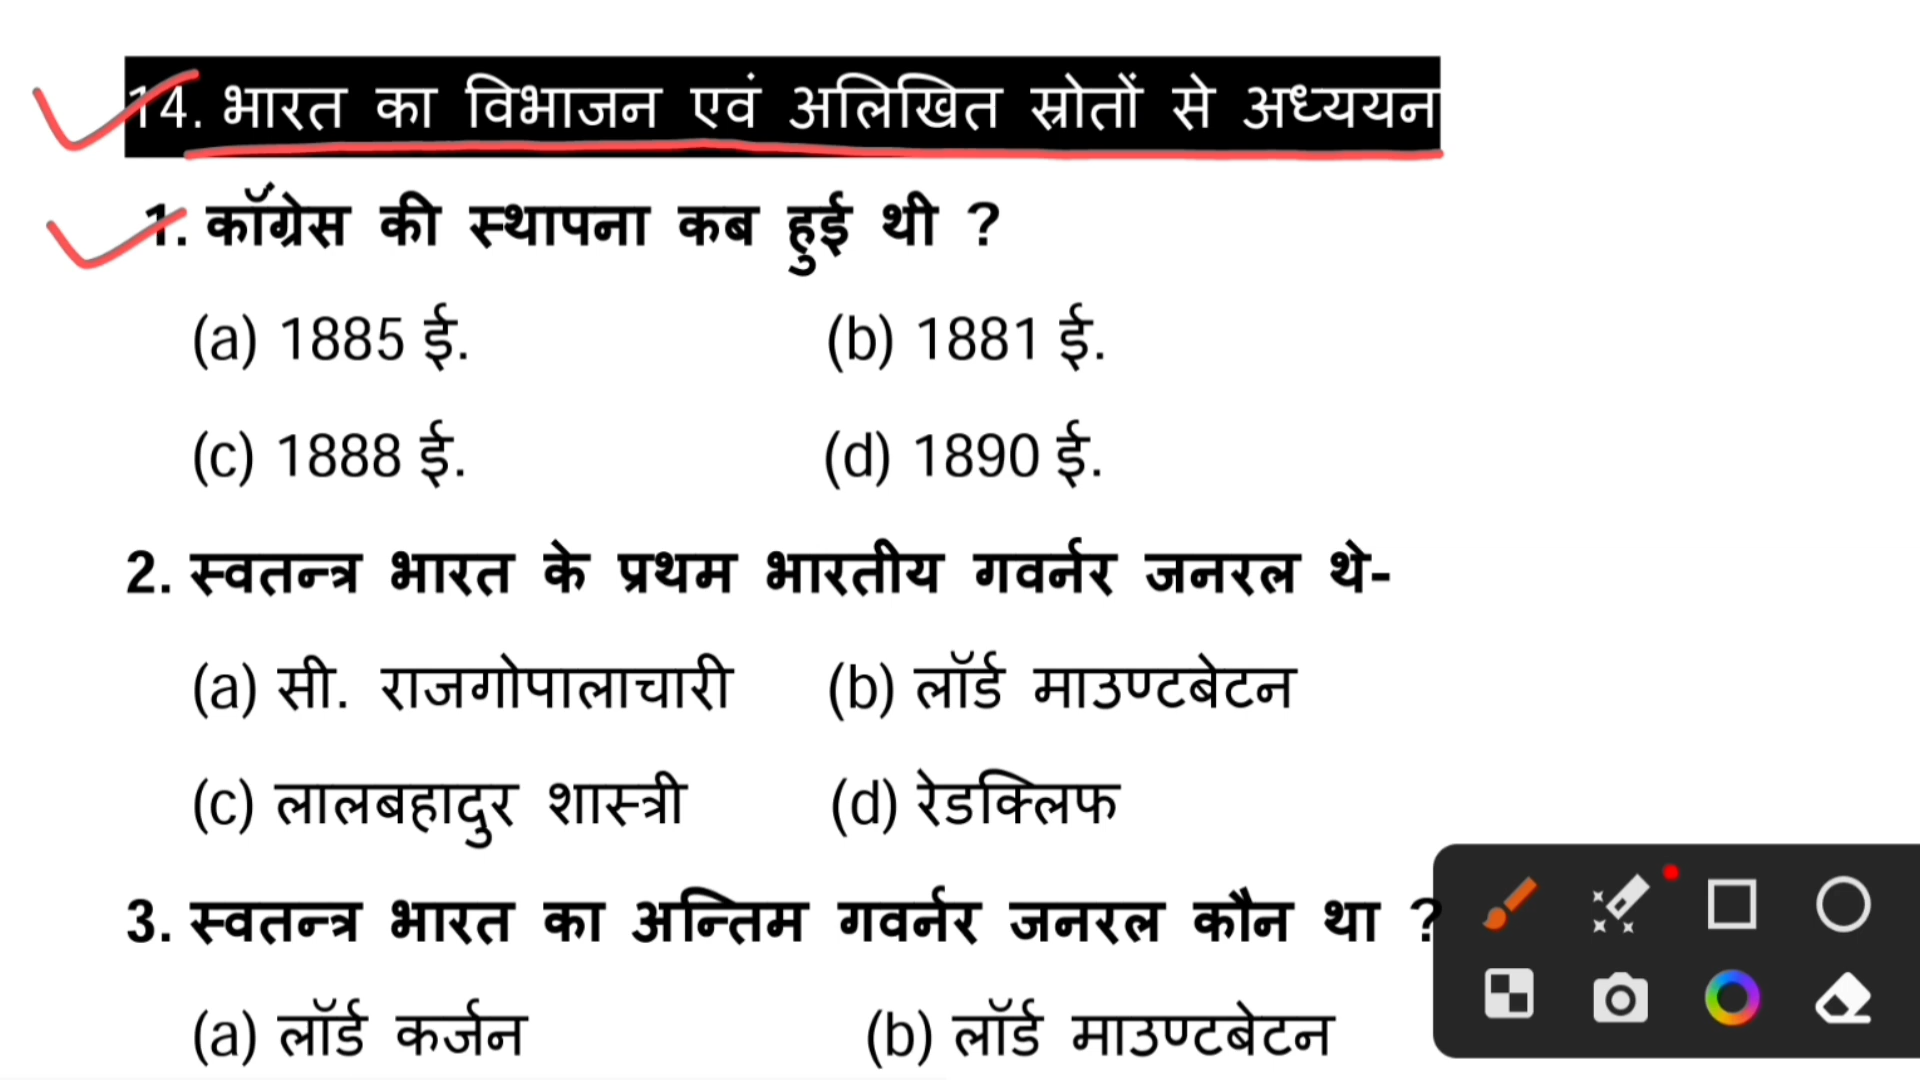 14. भारत का विभाजन एवं अलिखित स्रोतों से अध्ययन
1. कॉंग्रेस की स्थापना कब हुई थी ?
(a) 1885 ई. (b) 1881 ई.
(c) 1888 ई. (d) 1890 ई.
2. स्वतन्त्र भारत के प्रथम भारतीय गवर्नर जनरल थे-
(a) सी. राजगोपालाचारी (b) लॉर्ड माउण्टबेटन
(c) लालबहादुर शास्त्री (d) रेडक्लिफ
3. स्वतन्त्र भारत का अन्तिम गवर्नर जनरल कौन था ?
(a) लॉर्ड कर्जन (b) लॉर्ड माउण्टबेटन